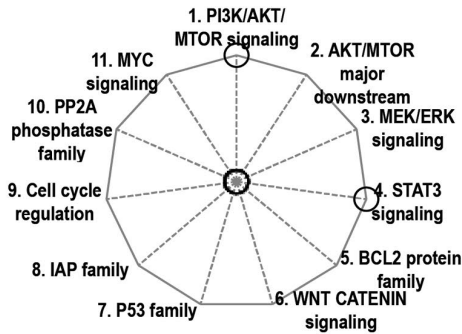 1. PI3K/AKT/
MTOR signaling
2. AKT/MTOR
major
downstream
3. MEK/ERK
signaling
4. STAT3
signaling
5. BCL2 protein
family
6. WNT CATENIN
signaling
7. P53 family
8. IAP family
9. Cell cycle
regulation
10. PP2A
phosphatase
family
11. MYC
signaling